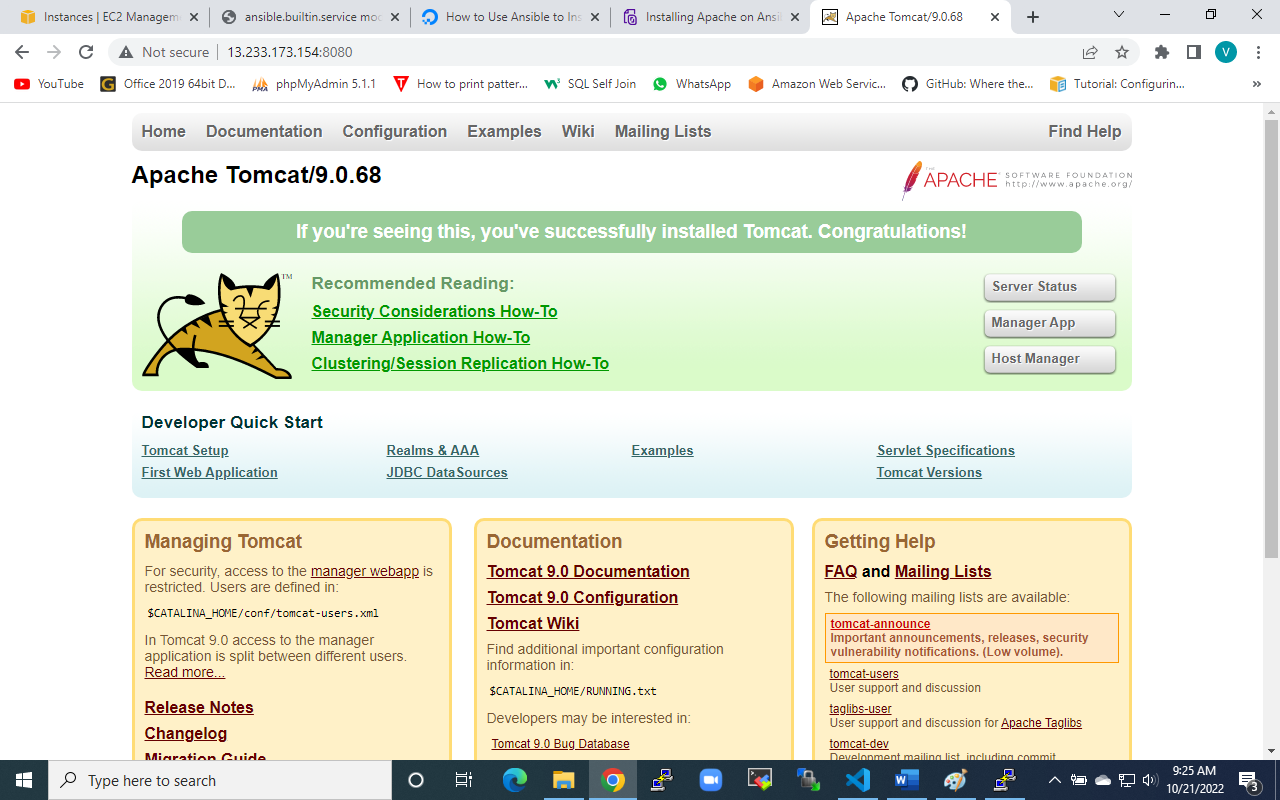 Instances | EC2 Managem
ansible.builtin.service mod
How to Use Ansible to Ins
Installing Apache on Ansi
Apache Tomcat/9.0.68
Not secure
13.233.173.154:8080
V
YouTube
Office 2019 64bit D...
phpMyAdmin 5.1.1
How to print patter...
SQL Self Join
WhatsApp
Amazon Web Servic...
GitHub: Where the...
Tutorial: Configurin...
Home
Documentation
Configuration
Examples
Wiki
Mailing Lists
Find Help
Apache Tomcat/9.0.68
THE
APACHE
SOFTWARE FOUNDATION
http://www.apache.org/
If you're seeing this, you've successfully installed Tomcat. Congratulations!
TM
Recommended Reading:
Security Considerations How-To
Manager Application How-To
Clustering/Session Replication How-To
Server Status
Manager App
Host Manager
Developer Quick Start
Tomcat Setup
First Web Application
Realms & AAA
JDBC DataSources
Examples
Servlet Specifications
Tomcat Versions
Managing Tomcat
For security, access to the manager webapp is
restricted. Users are defined in:
$CATALINA_HOME/conf/tomcat-users.xml
In Tomcat 9.0 access to the manager
application is split between different users.
Read more...
Release Notes
Changelog
Migration Guide
Documentation
Tomcat 9.0 Documentation
Tomcat 9.0 Configuration
Tomcat Wiki
Find additional important configuration
information in:
$CATALINA_HOME/RUNNING.txt
Developers may be interested in:
Tomcat 9.0 Bug Database
Getting Help
FAQ and Mailing Lists
The following mailing lists are available:
tomcat-announce
Important announcements, releases, security
vulnerability notifications. (Low volume).
tomcat-users
User support and discussion
taglibs-user
User support and discussion for Apache Taglibs
tomcat-dev
Development mailing list, including commit
Type here to search
9:25 AM
10/21/2022
3